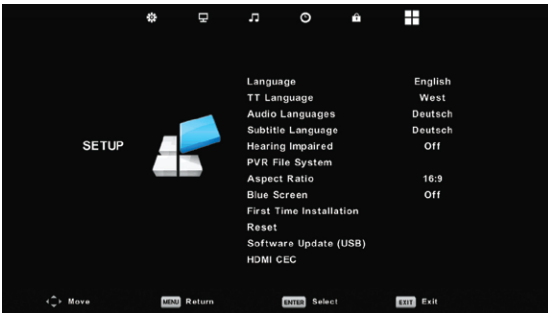 Language English
TT Language West
Audio Languages Deutsch
Subtitle Language Deutsch
SETUP
Hearing Impaired Off
PVR File System
Aspect Ratio 16:9
Blue Screen Off
First Time Installation
Reset
Software Update (USB)
HDMI CEC
Move MENU Return ENTER Select EXIT Exit